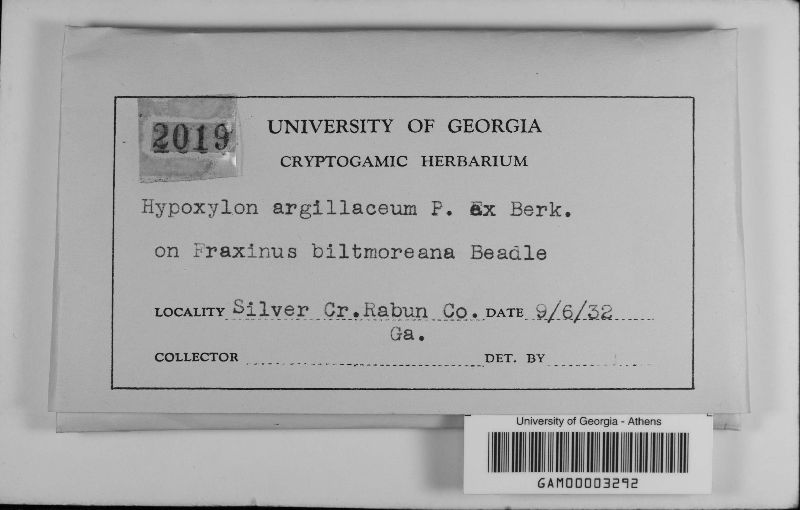 2019
UNIVERSITY OF GEORGIA
CRYPTOGAMIC HERBARIUM
Hypoxylon argillaceum P. Ex Berk.
on Fraxinus biltmoreana Beadle
LOCALITY Silver Cr.Rabun Co. DATE 9/6/32
Ga.
COLLECTOR DET. BY
University of Georgia - Athens
GAM00003292